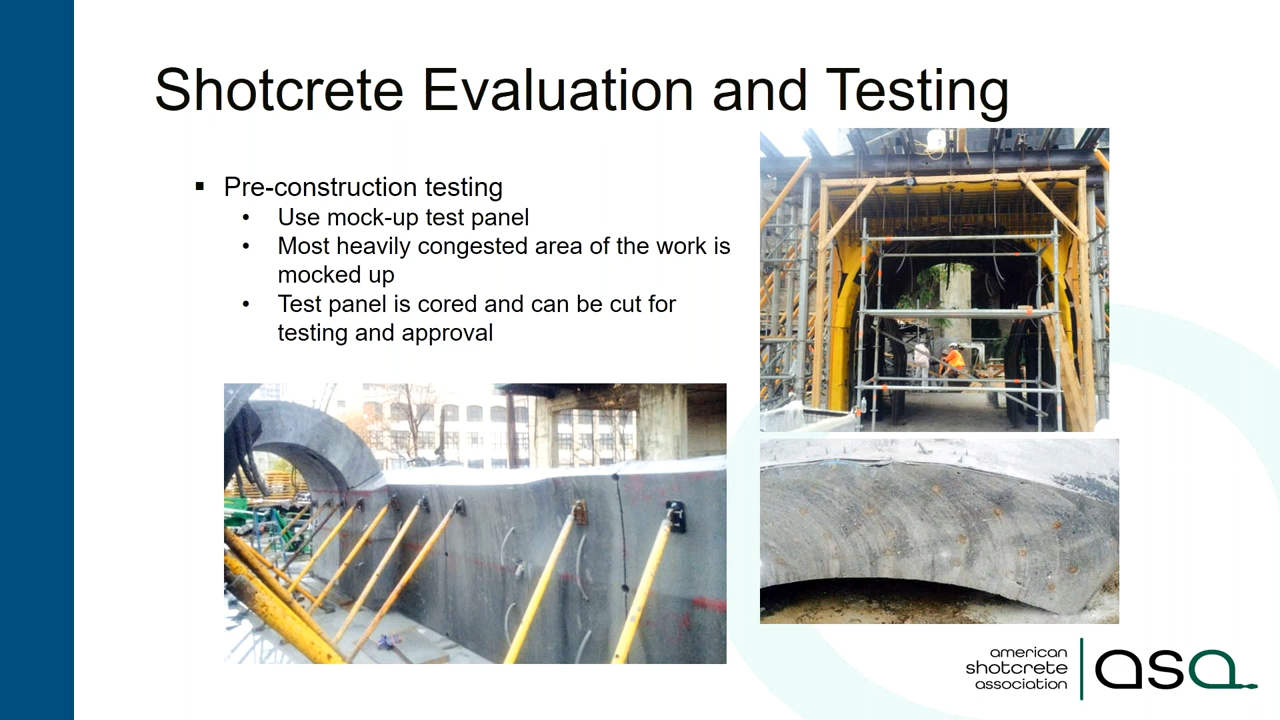 Shotcrete Evaluation and Testing
▪ Pre-construction testing
• Use mock-up test panel
• Most heavily congested area of the work is
mocked up
• Test panel is cored and can be cut for
testing and approval
american
shotcrete
association
asa